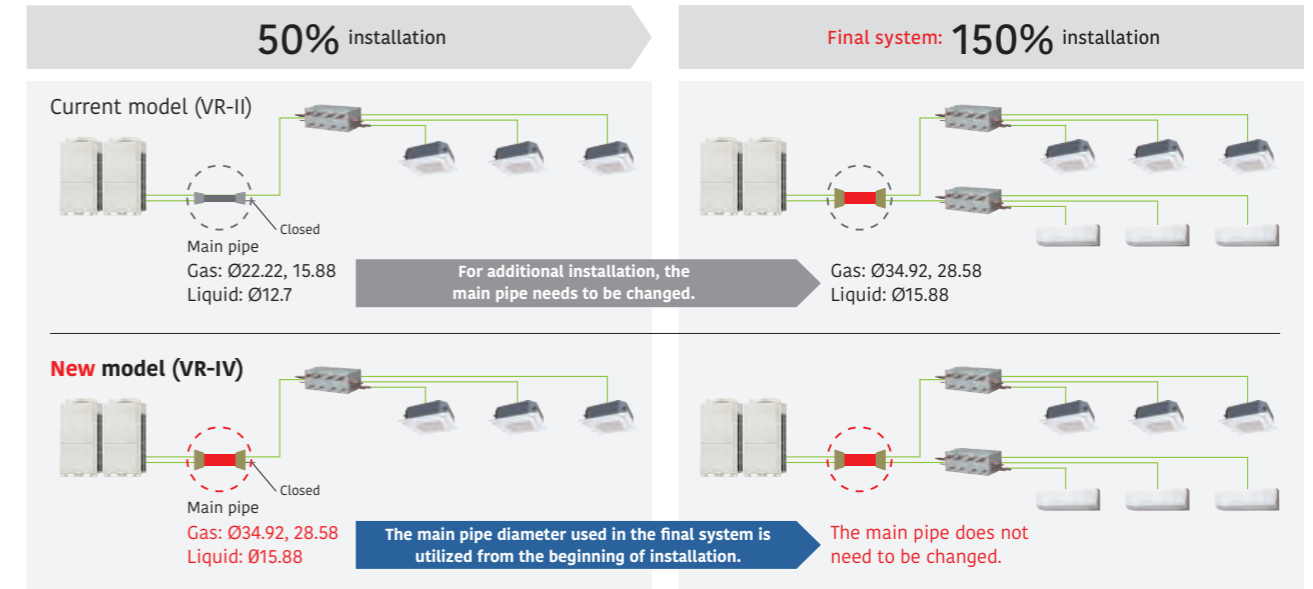 50% installation
Final system: 150% installation
Current model (VR-II)
Closed
Main pipe
Gas: Ø22.22, 15.88
Liquid: Ø12.7
For additional installation, the
main pipe needs to be changed.
Gas: Ø34.92, 28.58
Liquid: Ø15.88
New model (VR-IV)
Closed
Main pipe
Gas: Ø34.92, 28.58
Liquid: Ø15.88
The main pipe diameter used in the final system is
utilized from the beginning of installation.
The main pipe does not
need to be changed.